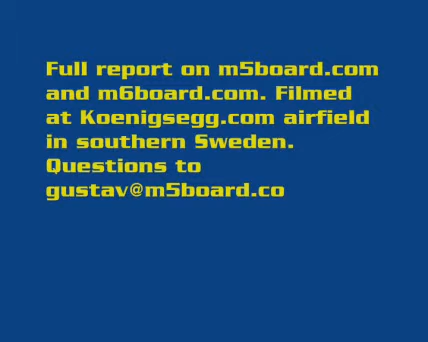 Full report on m5board.com
and m6board.com. Filmed
at Koenigsegg.com airfield
in southern Sweden.
Questions to
gustav@m5board.co